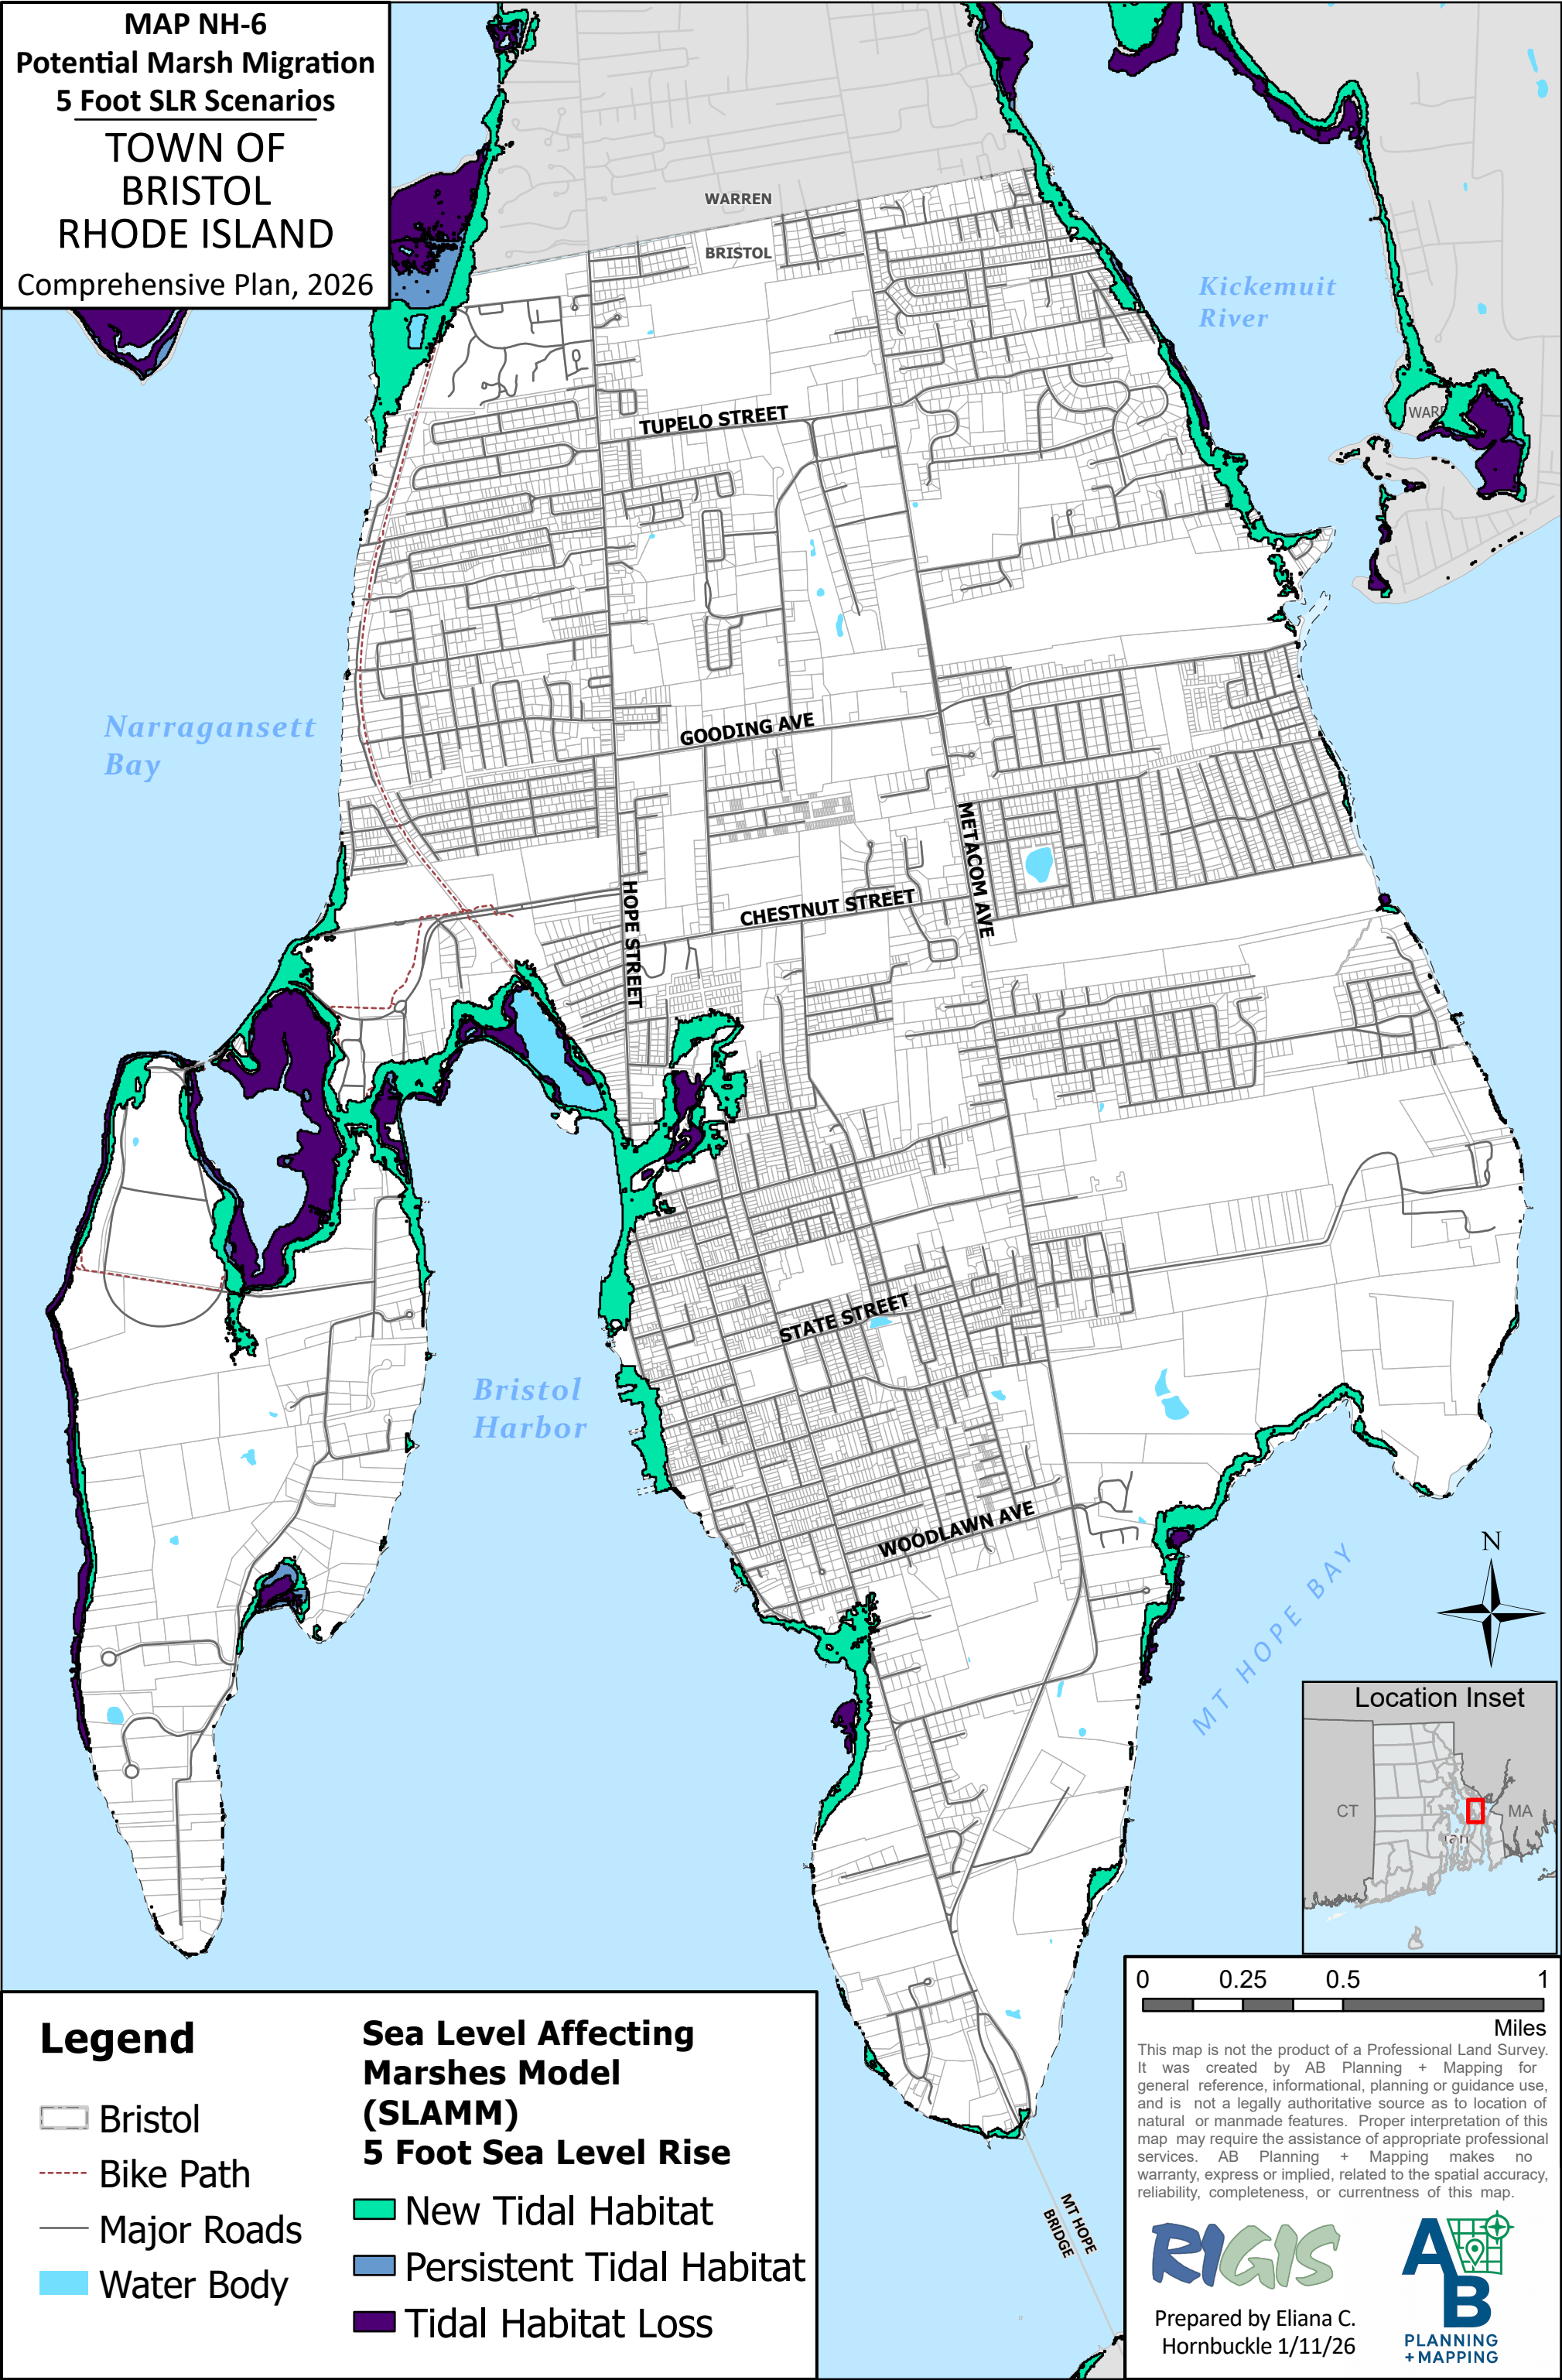 MAP NH-6
Potential Marsh Migration
5 Foot SLR Scenarios
TOWN OF
BRISTOL
RHODE ISLAND
Comprehensive Plan, 2026
WARREN
BRISTOL
Kickemuit
River
TUPELO STREET
Narragansett
Bay
GOODING AVE
METACOM AVE
HOPE STREET
CHESTNUT STREET
STATE STREET
Bristol
Harbor
WOODLAWN AVE
MT HOPE BAY
N
Location Inset
CT
MA
MT HOPE
BRIDGE
Legend
Bristol
Bike Path
Major Roads
Water Body
Sea Level Affecting
Marshes Model
(SLAMM)
5 Foot Sea Level Rise
New Tidal Habitat
Persistent Tidal Habitat
Tidal Habitat Loss
0 0.25 0.5 1
Miles
This map is not the product of a Professional Land Survey.
It was created by AB Planning + Mapping for
general reference, informational, planning or guidance use,
and is not a legally authoritative source as to location of
natural or manmade features. Proper interpretation of this
map may require the assistance of appropriate professional
services. AB Planning + Mapping makes no
warranty, express or implied, related to the spatial accuracy,
reliability, completeness, or currentness of this map.
RIGIS
Prepared by Eliana C.
Hornbuckle 1/11/26
AB
PLANNING
+MAPPING